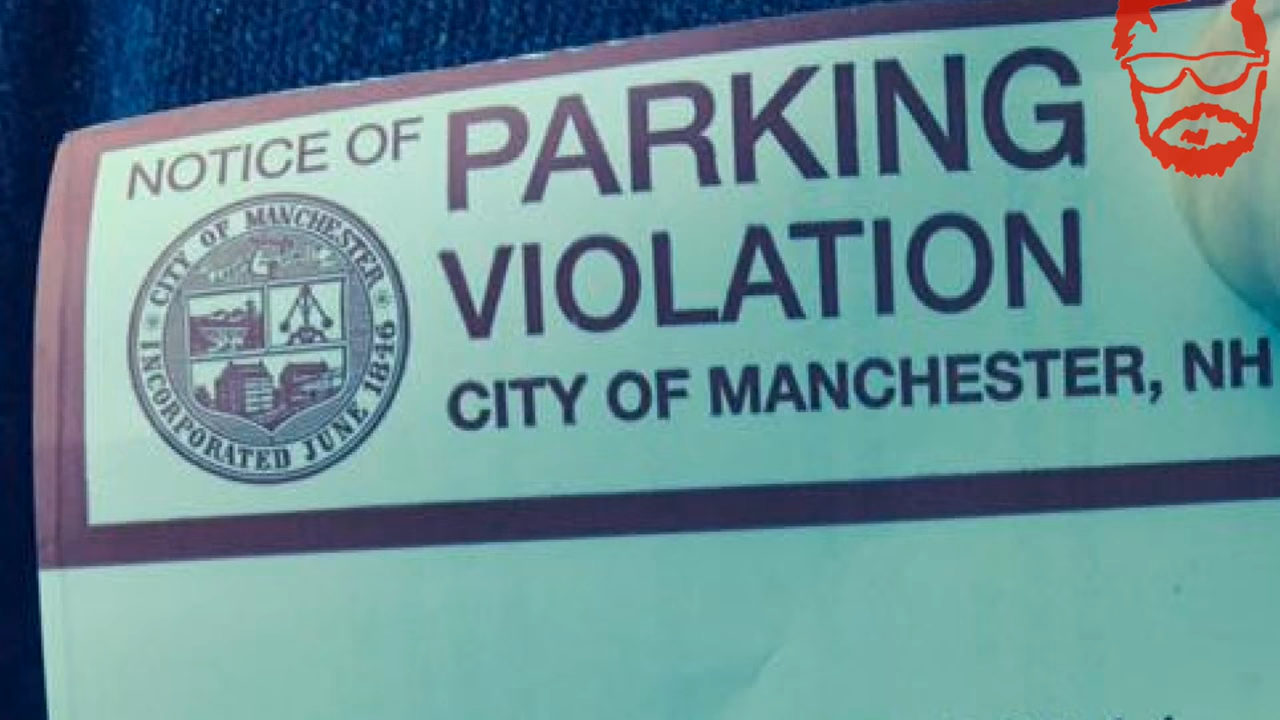 NOTICE OF PARKING
VIOLATION
CITY OF MANCHESTER, NH
CITY OF MANCHESTER
INCORPORATED JUNE 1846